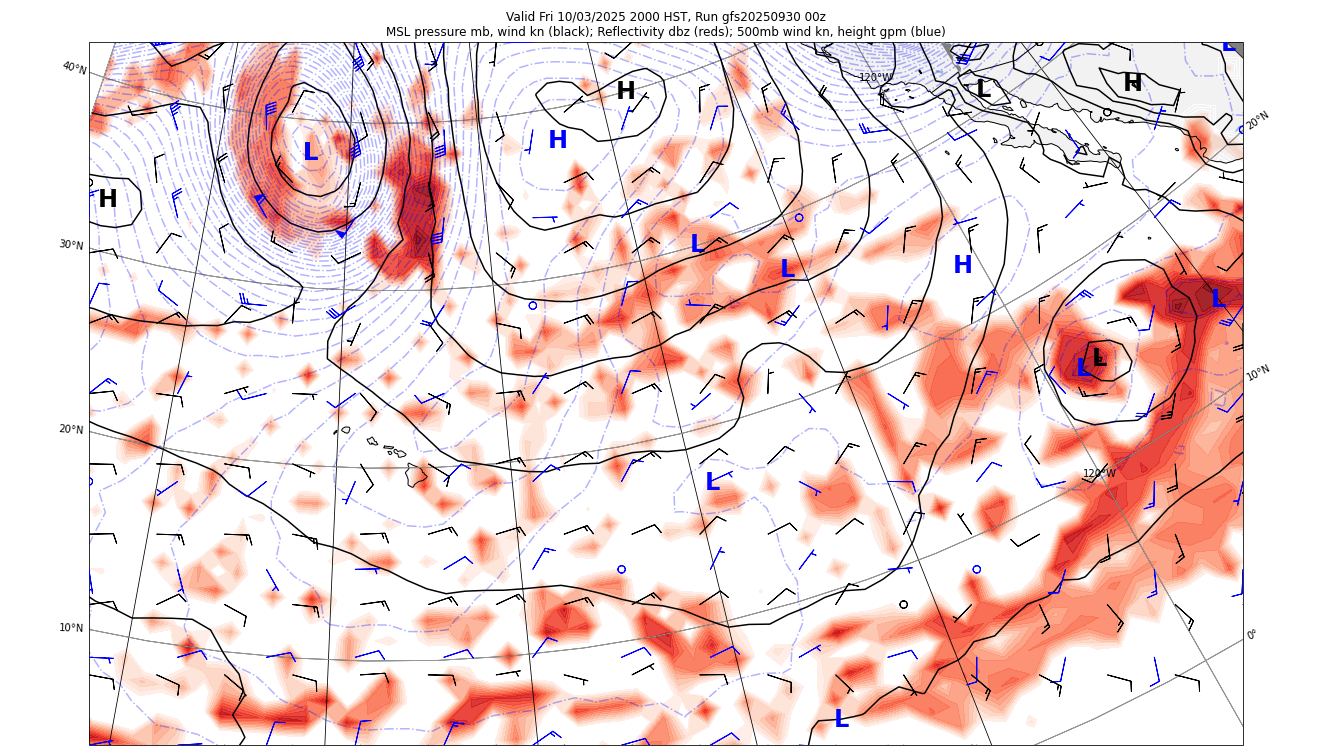 Valid Fri 10/03/2025 2000 HST, Run gfs20250930 00z
MSL pressure mb, wind kn (black); Reflectivity dbz (reds); 500mb wind kn, height gpm (blue)
L
40°N
120°W
H
L
H
20°N
H
L
H
30°N
L
H
L
L
L
L
10°N
20°N
120°W
L
10°N
0°
L